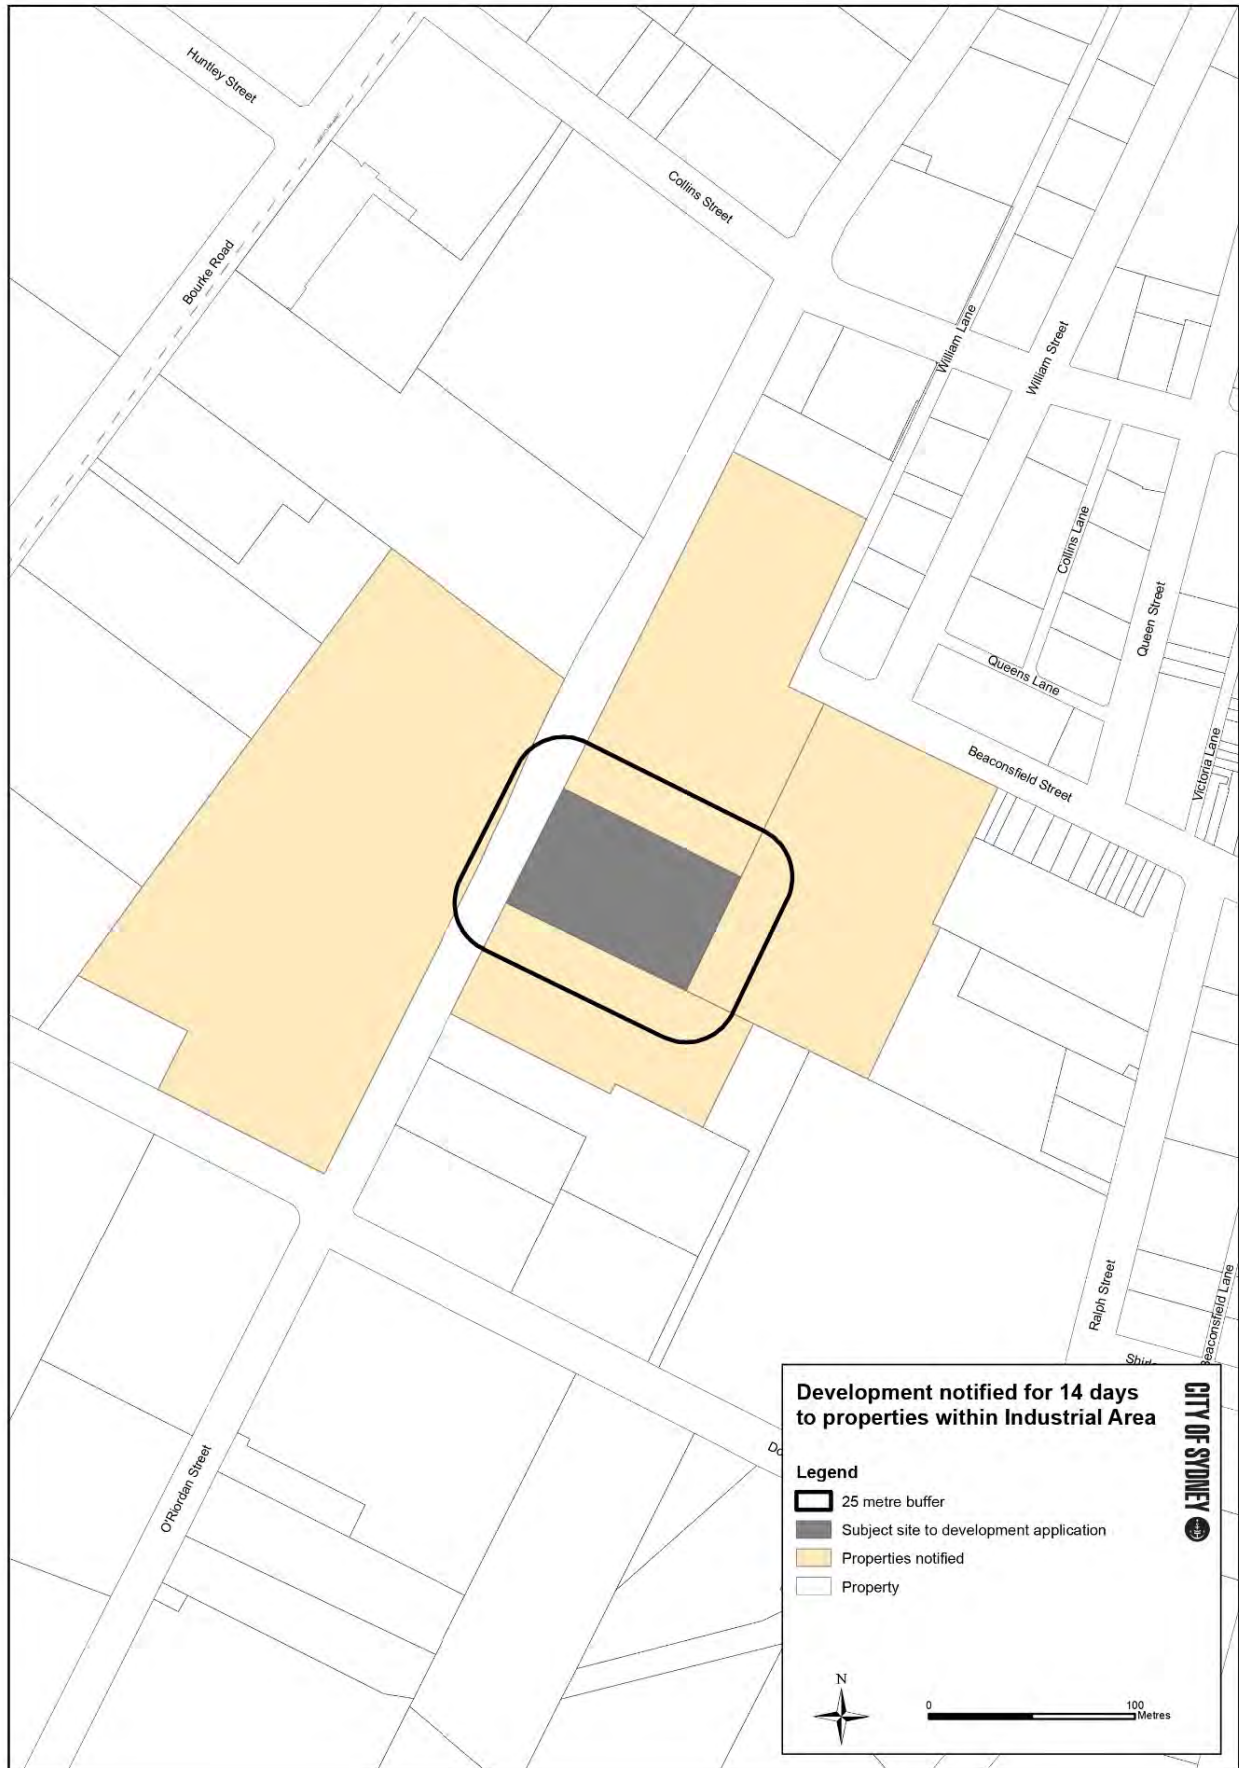 Huntley Street
Collins Street
Bourke Road
William Lane
William Street
Collins Lane
Queen Street
Queens Lane
Beaconsfield Street
Victoria Lane
Ralph Street
Beaconsfield Lane
O'Riordan Street
Development notified for 14 days
to properties within Industrial Area
CITY OF SYDNEY
Legend
25 metre buffer
Subject site to development application
Properties notified
Property
N
0 100
Metres